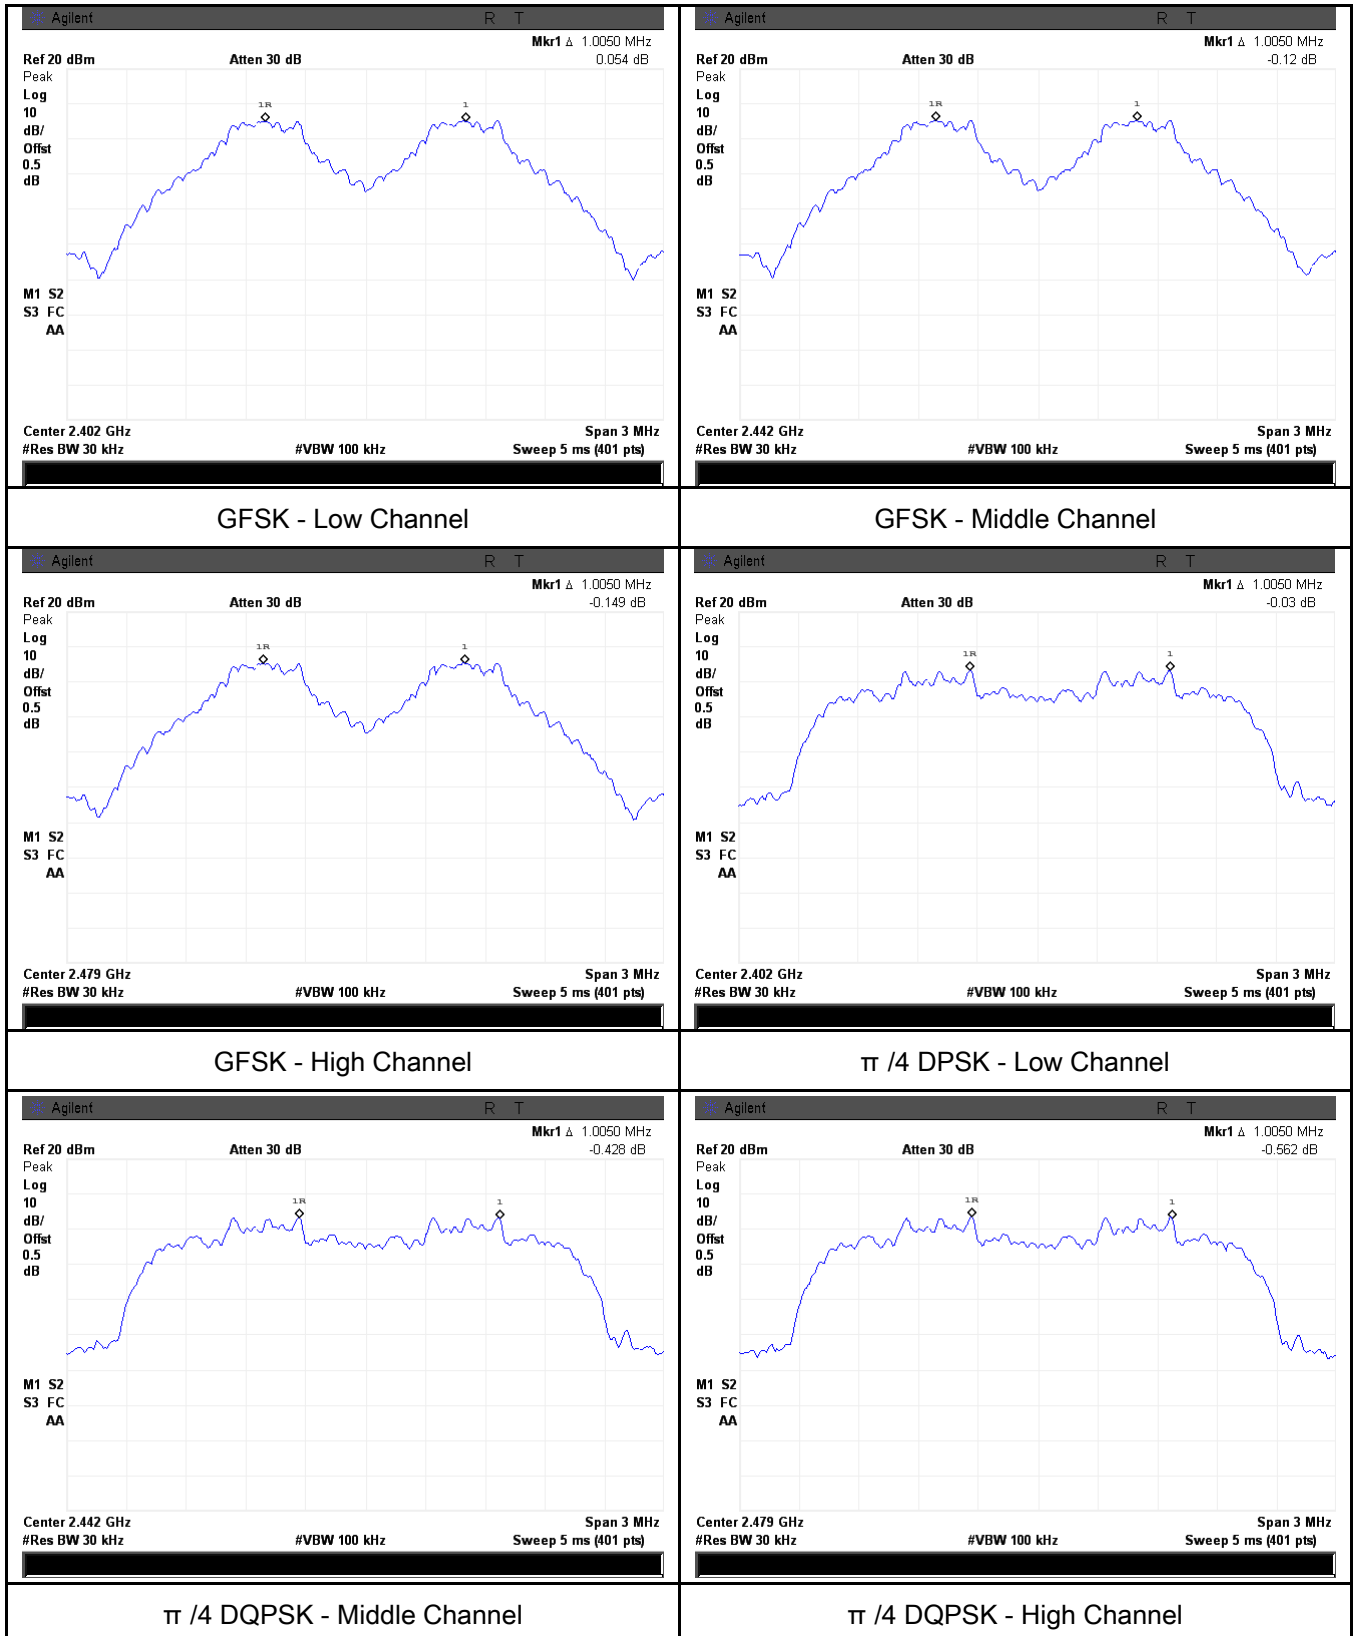 Agilent R T
Mkr1 Δ 1.0050 MHz
Ref 20 dBm Atten 30 dB 0.054 dB
Peak
Log
10
dB/
Offst
0.5
dB
1R 1
M1 S2
S3 FC
AA
Center 2.402 GHz Span 3 MHz
#Res BW 30 kHz #VBW 100 kHz Sweep 5 ms (401 pts)
GFSK - Low Channel
Agilent R T
Mkr1 Δ 1.0050 MHz
Ref 20 dBm Atten 30 dB -0.12 dB
Peak
Log
10
dB/
Offst
0.5
dB
1R 1
M1 S2
S3 FC
AA
Center 2.442 GHz Span 3 MHz
#Res BW 30 kHz #VBW 100 kHz Sweep 5 ms (401 pts)
GFSK - Middle Channel
Agilent R T
Mkr1 Δ 1.0050 MHz
Ref 20 dBm Atten 30 dB -0.149 dB
Peak
Log
10
dB/
Offst
0.5
dB
1R 1
M1 S2
S3 FC
AA
Center 2.479 GHz Span 3 MHz
#Res BW 30 kHz #VBW 100 kHz Sweep 5 ms (401 pts)
GFSK - High Channel
Agilent R T
Mkr1 Δ 1.0050 MHz
Ref 20 dBm Atten 30 dB -0.03 dB
Peak
Log
10
dB/
Offst
0.5
dB
1R 1
M1 S2
S3 FC
AA
Center 2.402 GHz Span 3 MHz
#Res BW 30 kHz #VBW 100 kHz Sweep 5 ms (401 pts)
π /4 DPSK - Low Channel
Agilent R T
Mkr1 Δ 1.0050 MHz
Ref 20 dBm Atten 30 dB -0.428 dB
Peak
Log
10
dB/
Offst
0.5
dB
1R 1
M1 S2
S3 FC
AA
Center 2.442 GHz Span 3 MHz
#Res BW 30 kHz #VBW 100 kHz Sweep 5 ms (401 pts)
π /4 DQPSK - Middle Channel
Agilent R T
Mkr1 Δ 1.0050 MHz
Ref 20 dBm Atten 30 dB -0.562 dB
Peak
Log
10
dB/
Offst
0.5
dB
1R 1
M1 S2
S3 FC
AA
Center 2.479 GHz Span 3 MHz
#Res BW 30 kHz #VBW 100 kHz Sweep 5 ms (401 pts)
π /4 DQPSK - High Channel